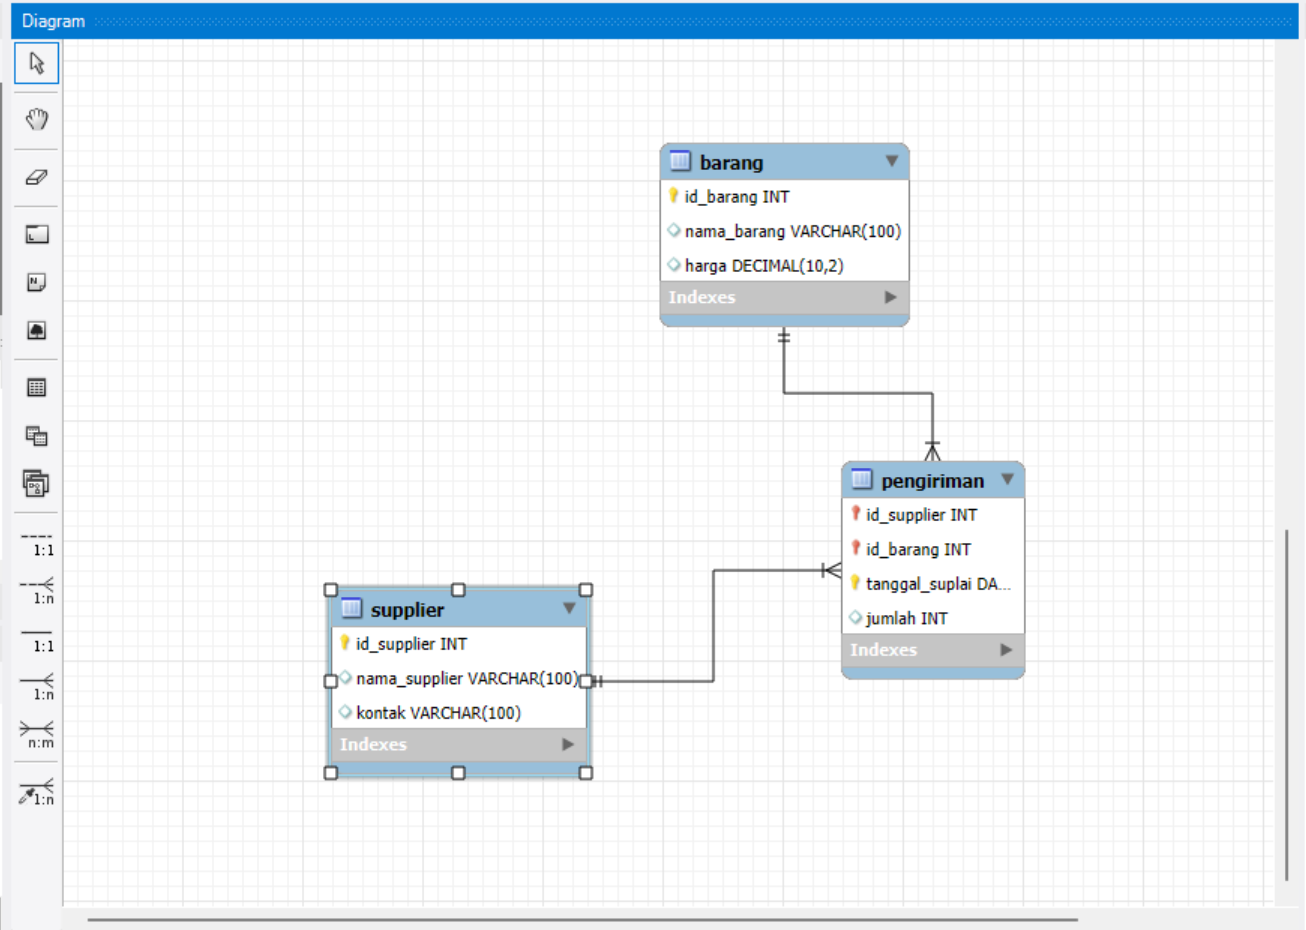 Diagram
barang
id_barang INT
nama_barang VARCHAR(100)
harga DECIMAL(10,2)
Indexes
pengiriman
id_supplier INT
id_barang INT
tanggal_suplai DA...
jumlah INT
Indexes
supplier
id_supplier INT
nama_supplier VARCHAR(100)
kontak VARCHAR(100)
Indexes
1:1
1:n
1:1
1:n
n:m
1:n